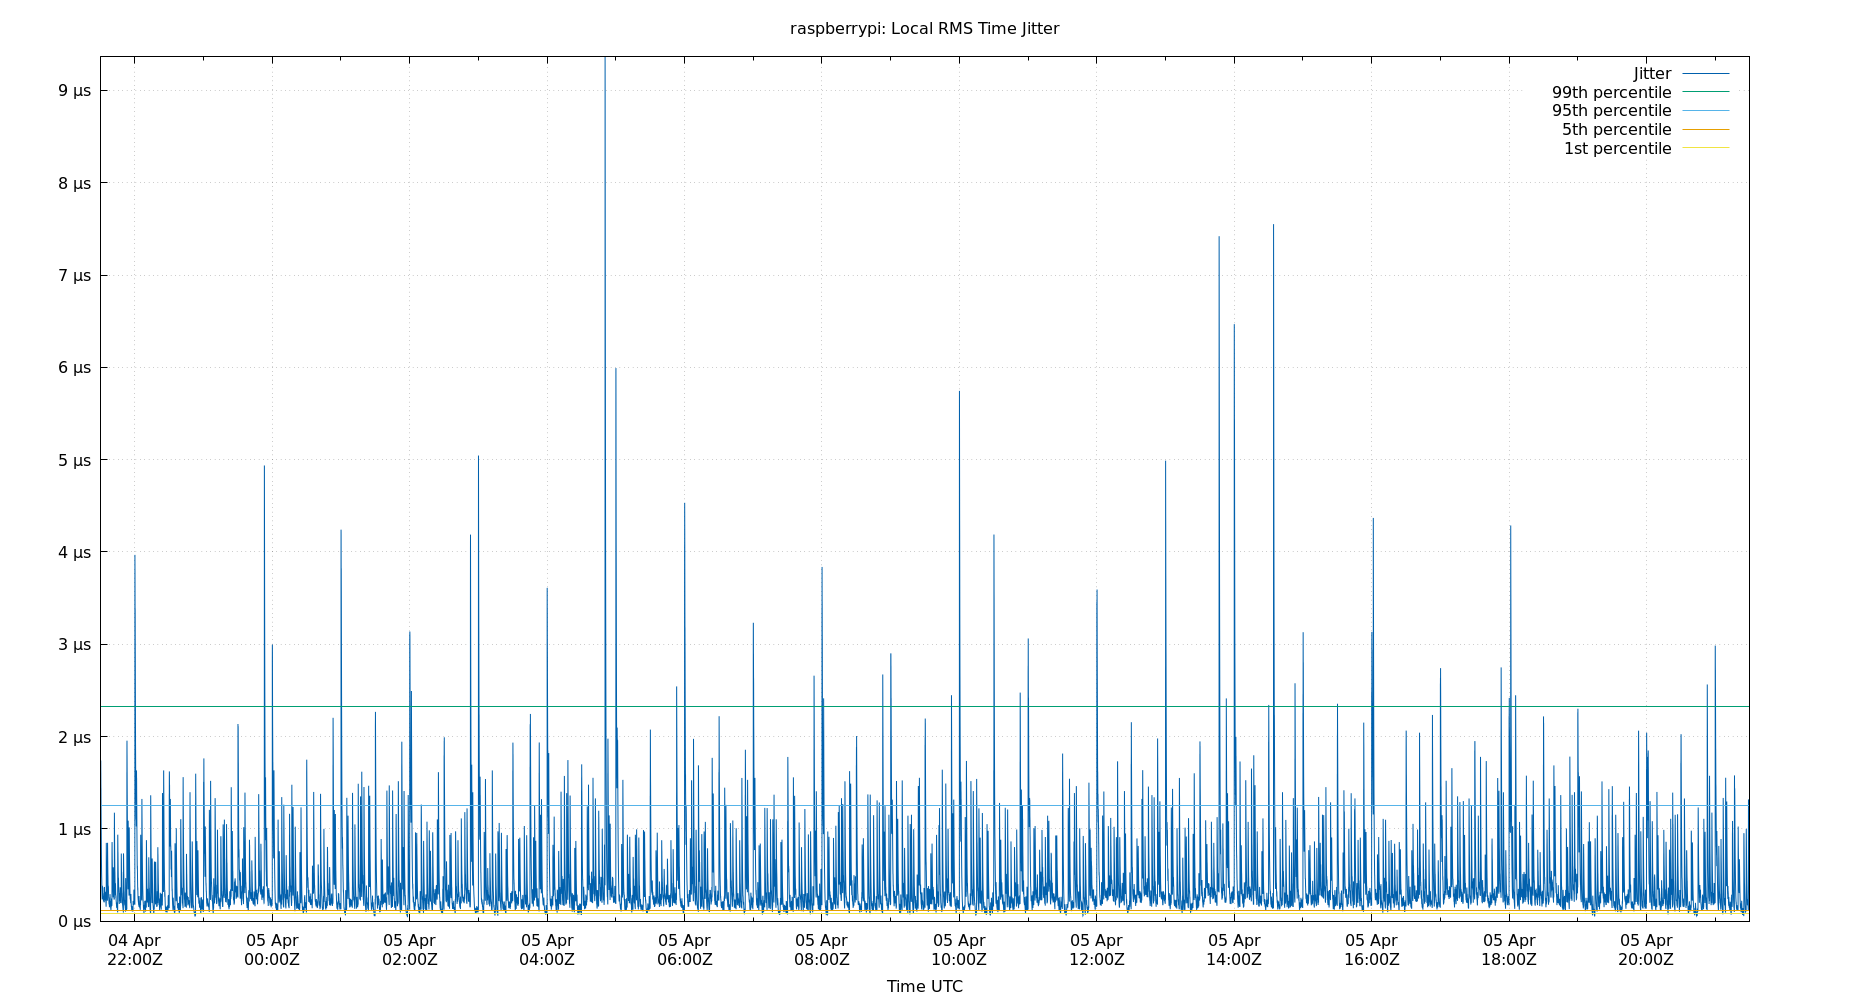 raspberrypi: Local RMS Time Jitter
Jitter
99th percentile
95th percentile
5th percentile
1st percentile
9 µs
8 µs
7 µs
6 µs
5 µs
4 µs
3 µs
2 µs
1 µs
0 µs
04 Apr 05 Apr 05 Apr 05 Apr 05 Apr 05 Apr 05 Apr 05 Apr 05 Apr 05 Apr 05 Apr 05 Apr
22:00Z 00:00Z 02:00Z 04:00Z 06:00Z 08:00Z 10:00Z 12:00Z 14:00Z 16:00Z 18:00Z 20:00Z
Time UTC